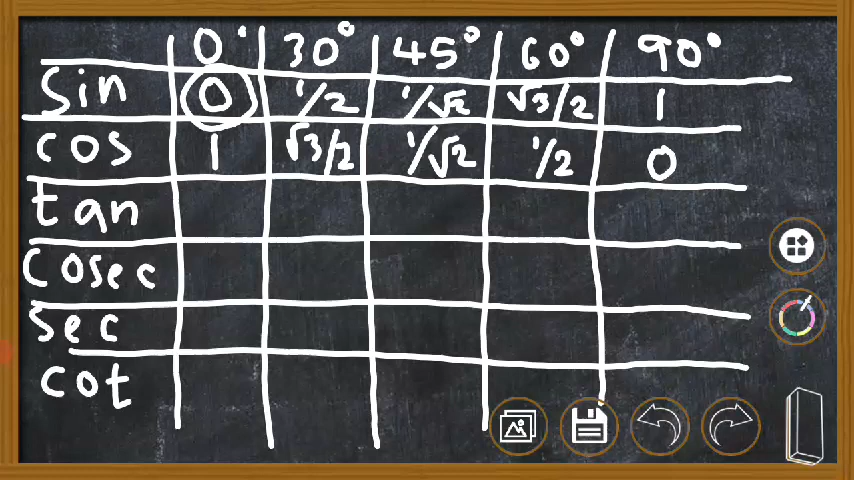 0° 30° 45° 60° 90°
Sin 0 1/2 1/√2 √3/2 1
cos 1 √3/2 1/√2 1/2 0
tan
Cosec
Sec
cot